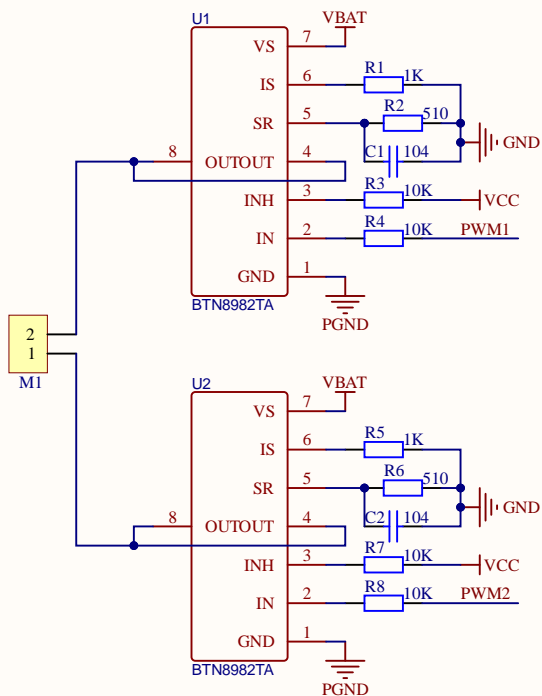 U1
VBAT
7
VS
R1
6
1K
IS
R2
5
510
SR
GND
C1
104
4
8
OUTOUT
R3
3
10K
INH
VCC
R4
2
10K
PWM1
IN
1
GND
BTN8982TA
PGND
2
1
M1
U2
VBAT
7
VS
R5
6
1K
IS
R6
5
510
SR
GND
C2
104
4
8
OUTOUT
R7
3
10K
INH
VCC
R8
2
10K
PWM2
IN
1
GND
BTN8982TA
PGND